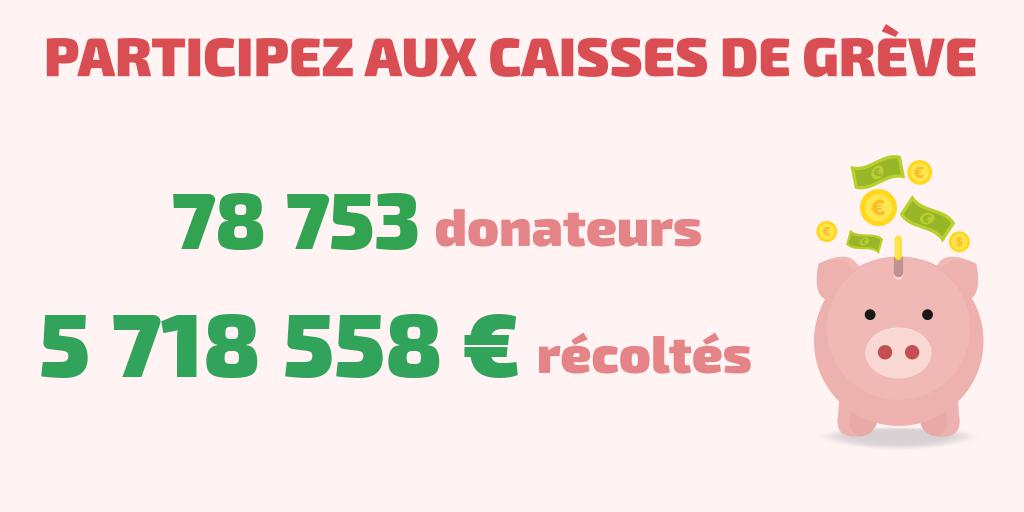 PARTICIPEZ AUX CAISSES DE GRÈVE
78 753 donateurs
5 718 558 € récoltés